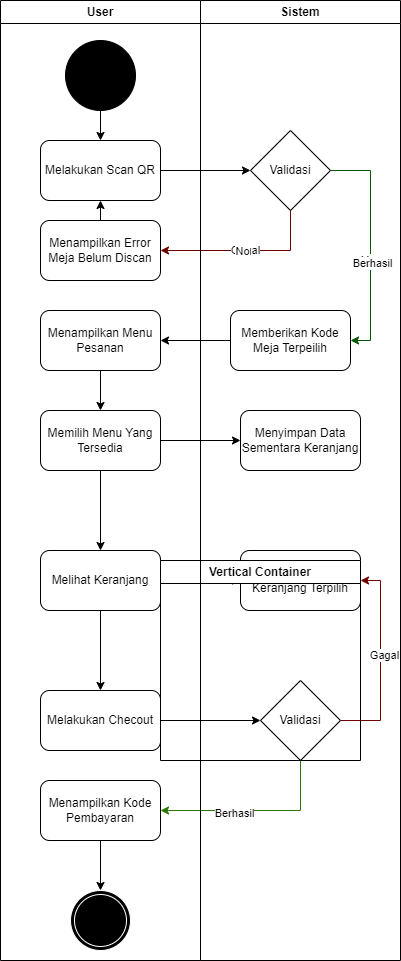 User
Sistem
Melakukan Scan QR
Validasi
Menampilkan Error
Meja Belum Discan
No
Berhasil
Menampilkan Menu
Pesanan
Memberikan Kode
Meja Terpeilih
Memilih Menu Yang
Tersedia
Menyimpan Data
Sementara Keranjang
Melihat Keranjang
Vertical Container
Keranjang Terpilih
Gagal
Melakukan Checout
Validasi
Menampilkan Kode
Pembayaran
Berhasil